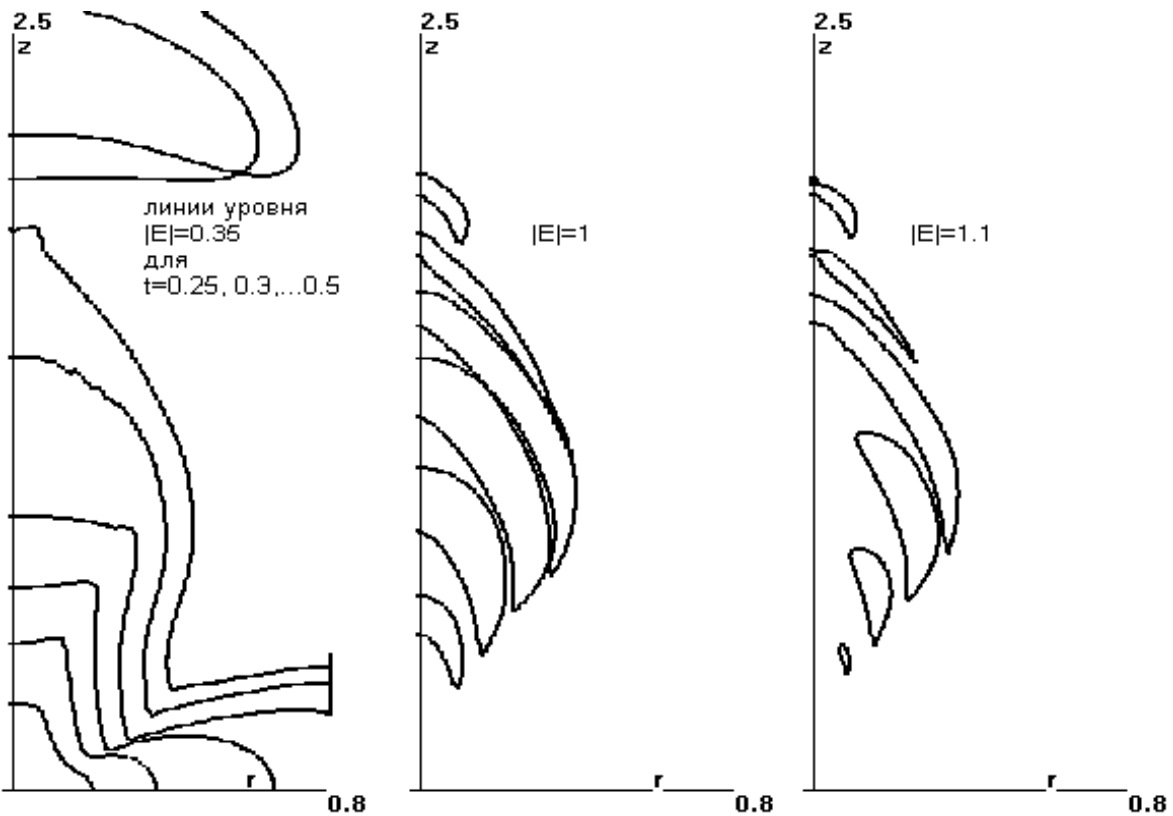 2.5
z
линии уровня
|E|=0.35
для
t=0.25, 0.3,...0.5
r
0.8
2.5
z
|E|=1
r
0.8
2.5
z
|E|=1.1
r
0.8